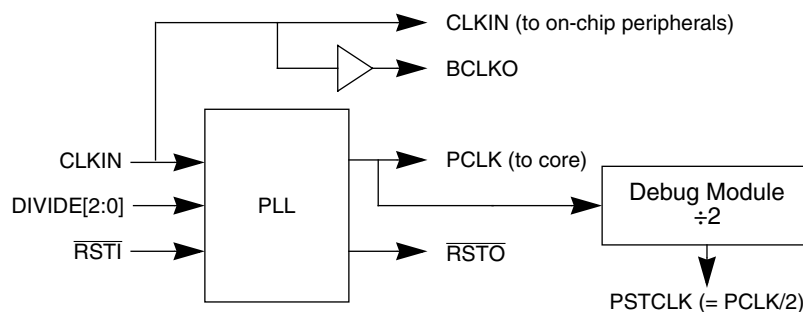 CLKIN (to on-chip peripherals)
BCLKO
CLKIN
PCLK (to core)
DIVIDE[2:0]
PLL
Debug Module
÷2
RSTI
RSTO
PSTCLK (= PCLK/2)